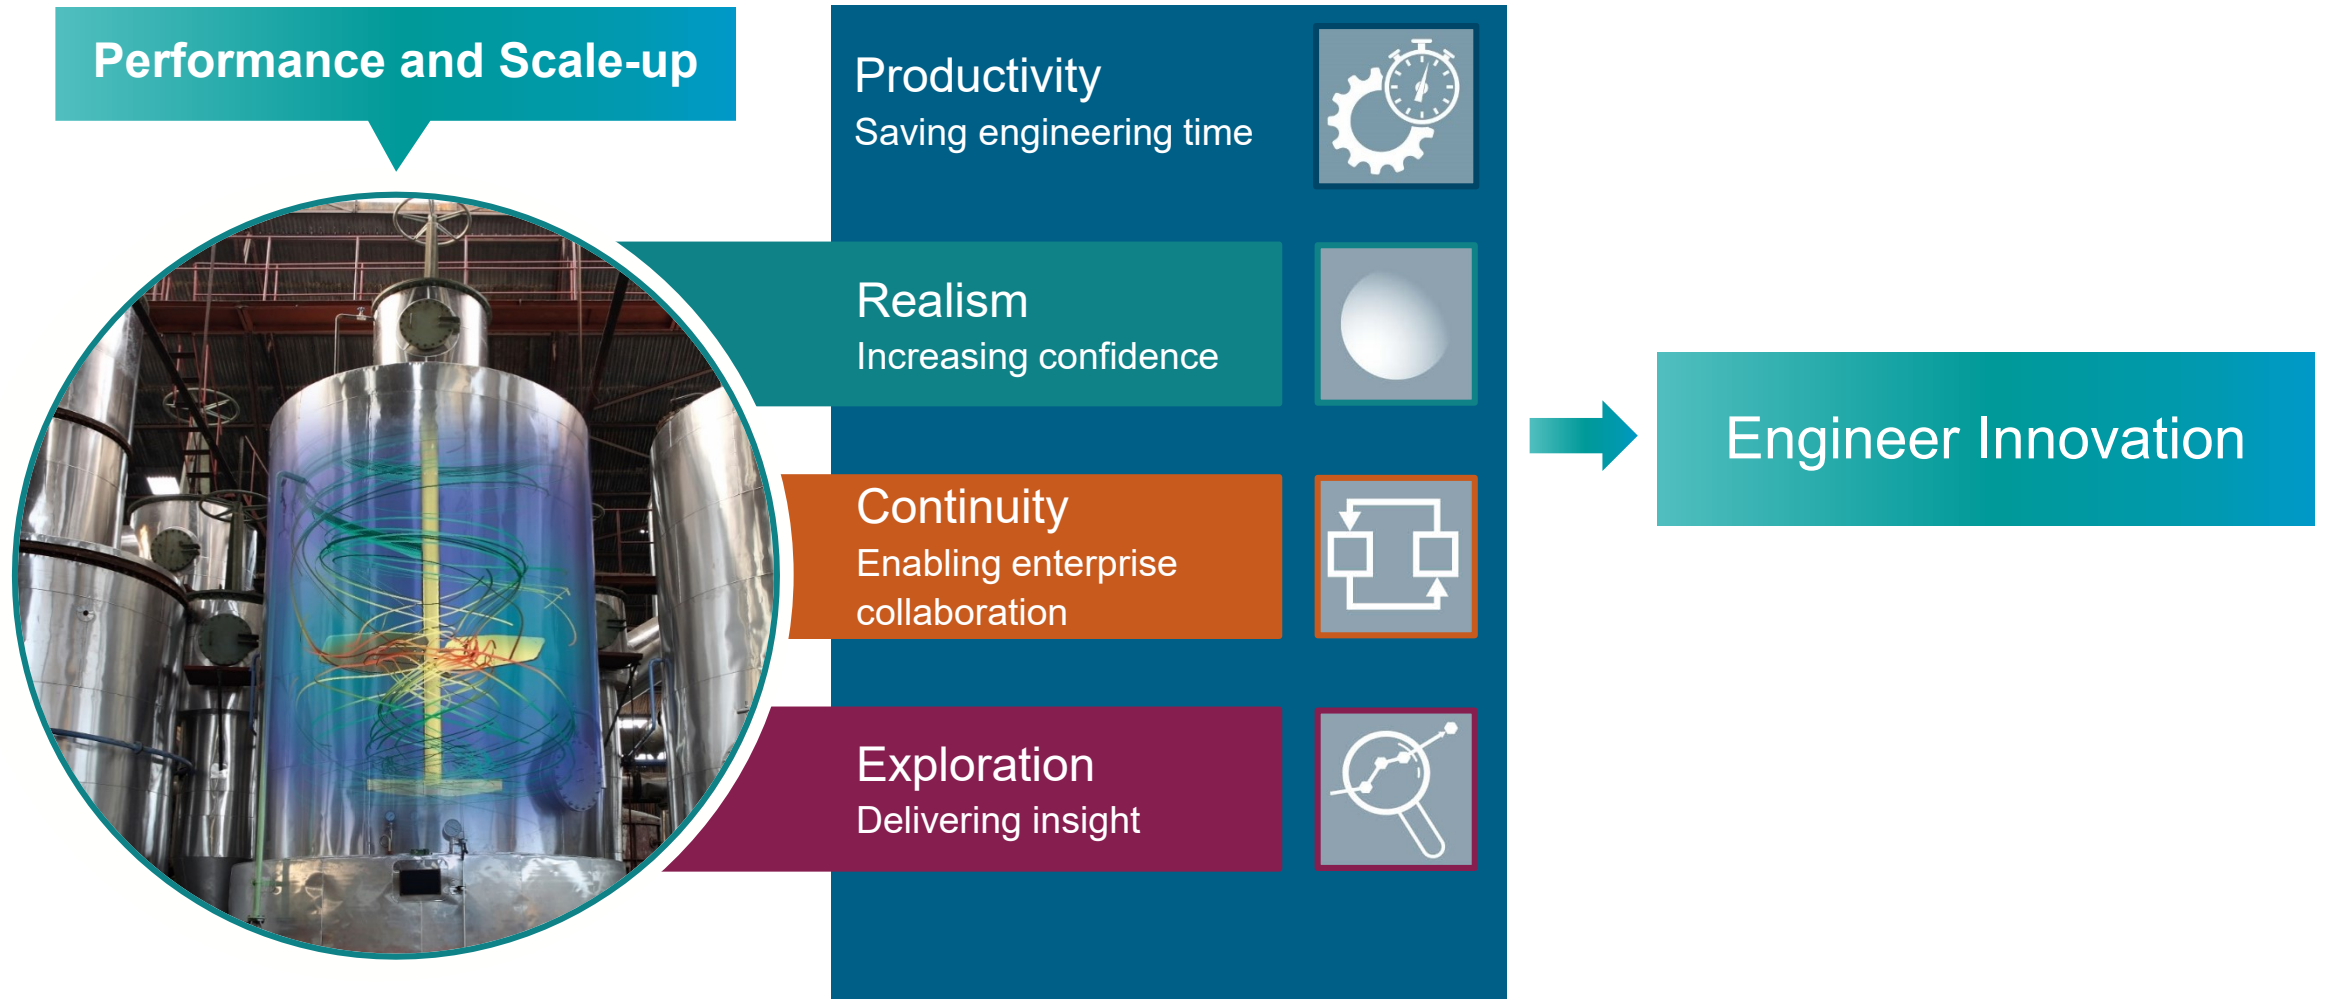 Performance and Scale-up
Productivity
Saving engineering time
Realism
Increasing confidence
Continuity
Enabling enterprise
collaboration
Exploration
Delivering insight
Engineer Innovation